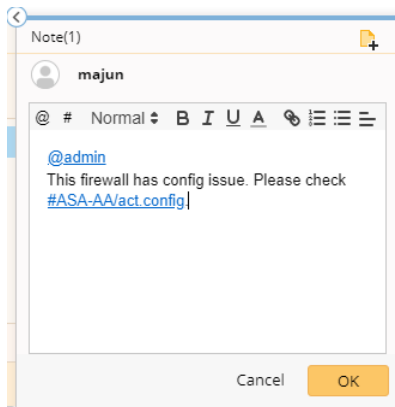 Note(1)
majun
@ # Normal B I U A
@admin
This firewall has config issue. Please check
#ASA-AA/act.config.
Cancel OK